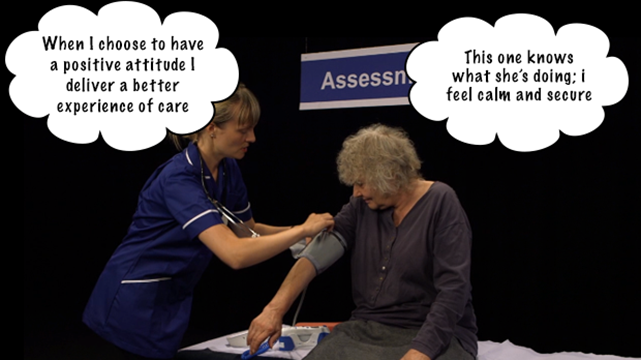 When I choose to have
a positive attitude I
deliver a better
experience of care
This one knows
what she's doing; i
feel calm and secure